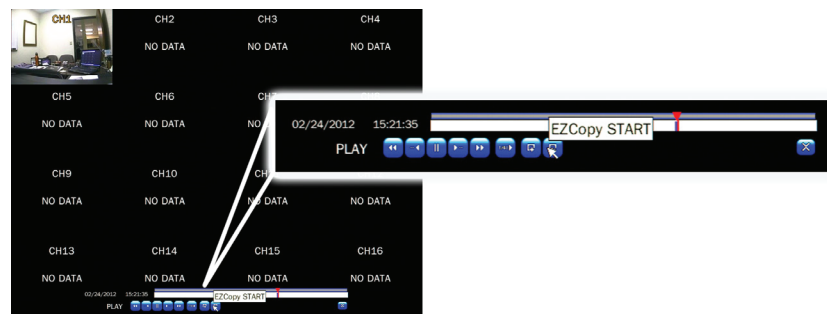 CH1 CH2 CH3 CH4
NO DATA NO DATA NO DATA
CH5 CH6
NO DATA NO DATA
02/24/2012 15:21:35
EZCopy START
PLAY
CH9 CH10
NO DATA NO DATA NO DATA NO DATA
CH13 CH14 CH15 CH16
NO DATA NO DATA NO DATA NO DATA
02/24/2012 15:21:35
EZCopy START
PLAY